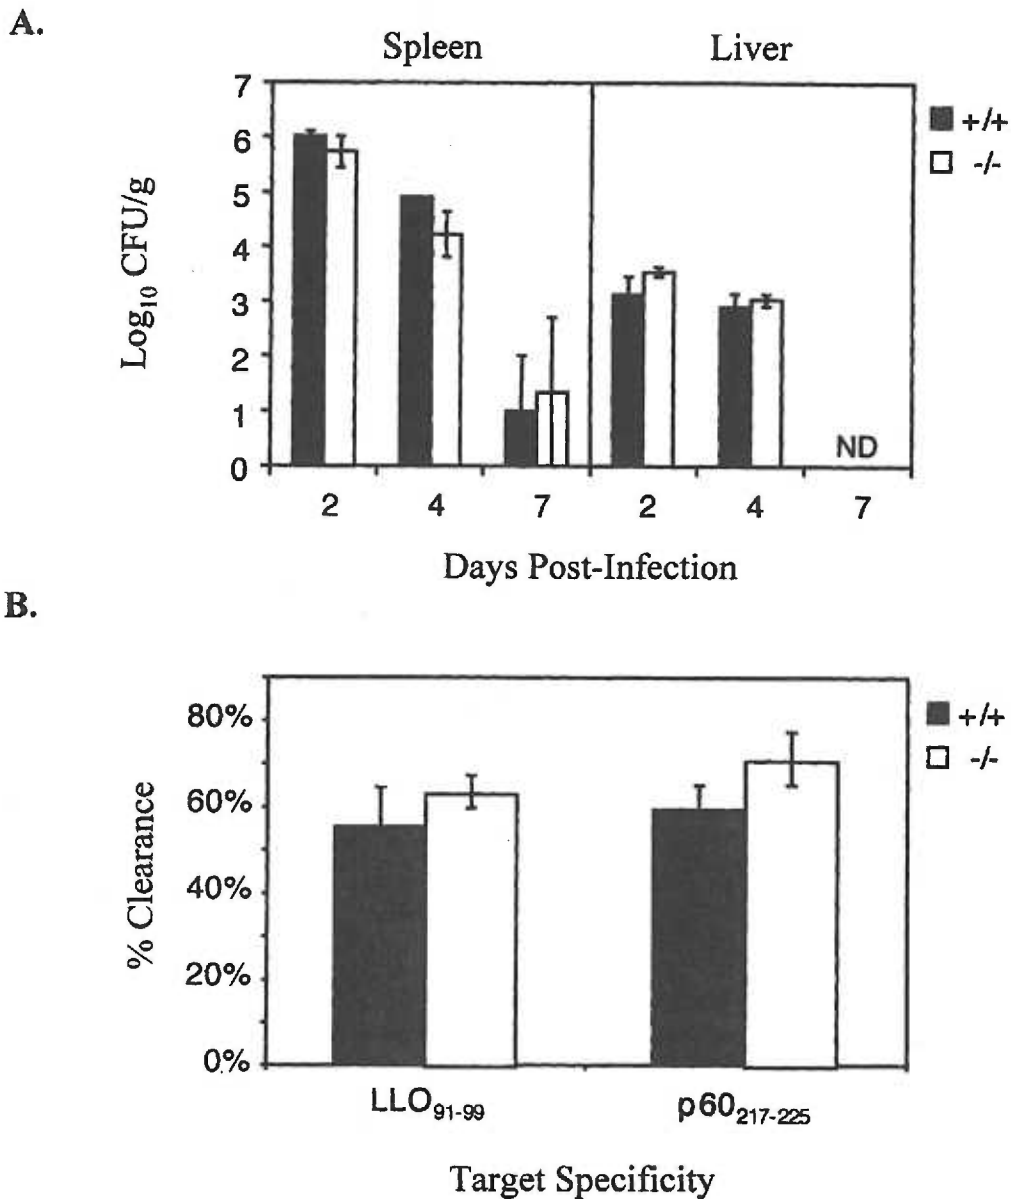 A.
Spleen
Liver
7
6
5
4
3
2
1
0
Log10 CFU/g
+/+
-/-
ND
2 4 7 2 4 7
Days Post-Infection
B.
80%
60%
40%
20%
0%
% Clearance
+/+
-/-
LLO91-99
p60217-225
Target Specificity